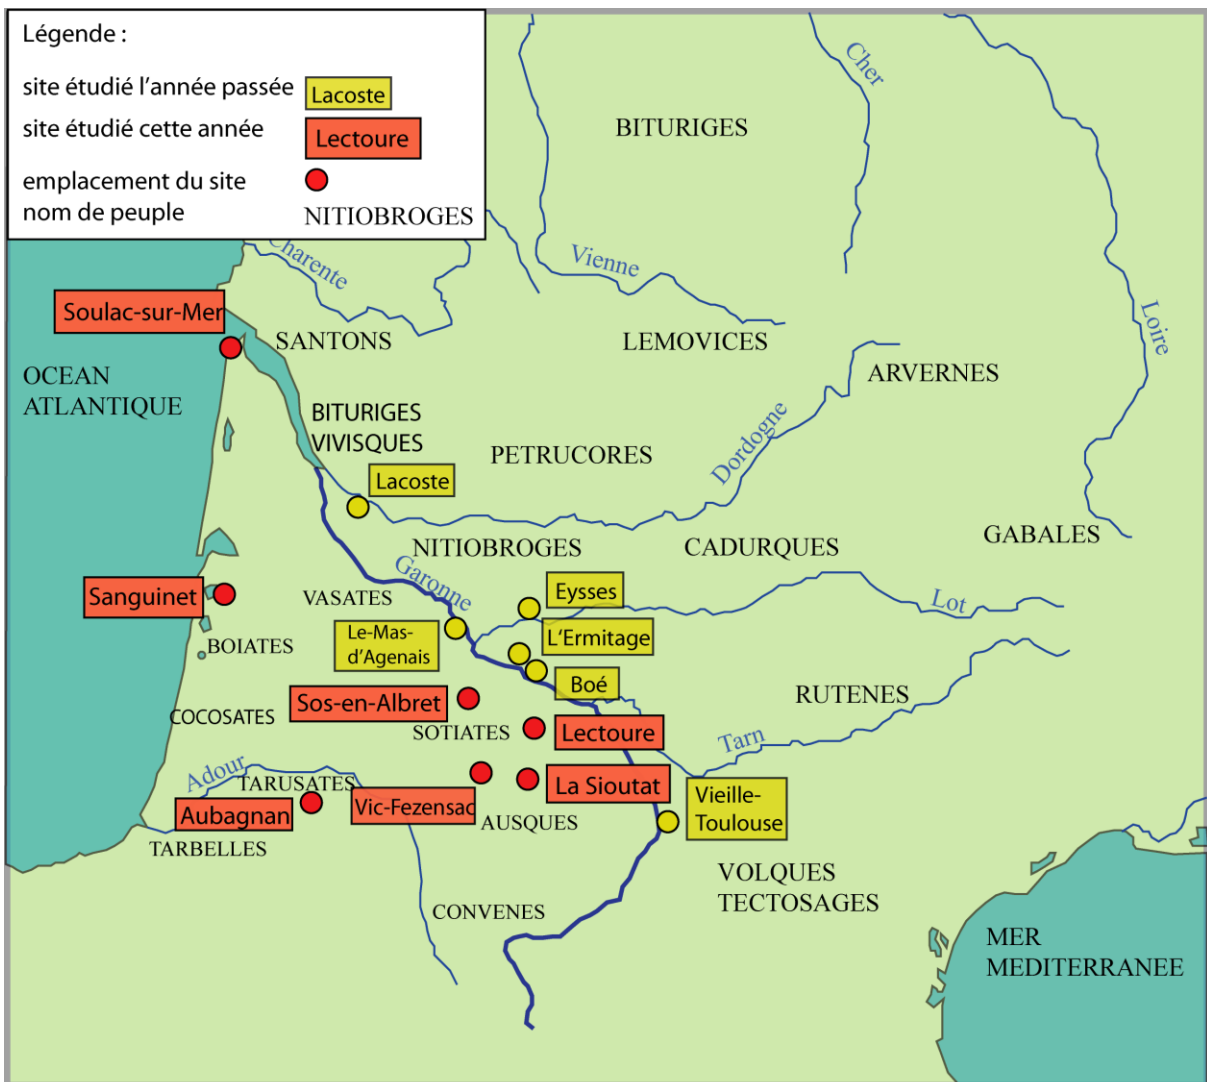 Légende :
site étudié l'année passée
Lacoste
site étudié cette année
Lectoure
emplacement du site
nom de peuple
NITIOBROGES
Cher
BITURIGES
Charente
Vienne
Loire
Soulac-sur-Mer
SANTONS
LEMOVICES
OCEAN
ATLANTIQUE
ARVERNES
BITURIGES
VIVISQUES
PETRUCORES
Dordogne
Lacoste
NITIOBROGES
CADURQUES
GABALES
Garonne
Sanguinet
VASATES
Eysses
Lot
Le-Mas-
d'Agenais
L'Ermitage
BOIATES
Boé
RUTENES
Sos-en-Albret
COCOSATES
SOTIATES
Lectoure
Tarn
Adour
TARUSATES
La Sioutat
Vic-Fezensac
Vieille-
Toulouse
Aubagnan
AUSQUES
TARBELLES
VOLQUES
TECTOSAGES
CONVENES
MER
MEDITERRANEE